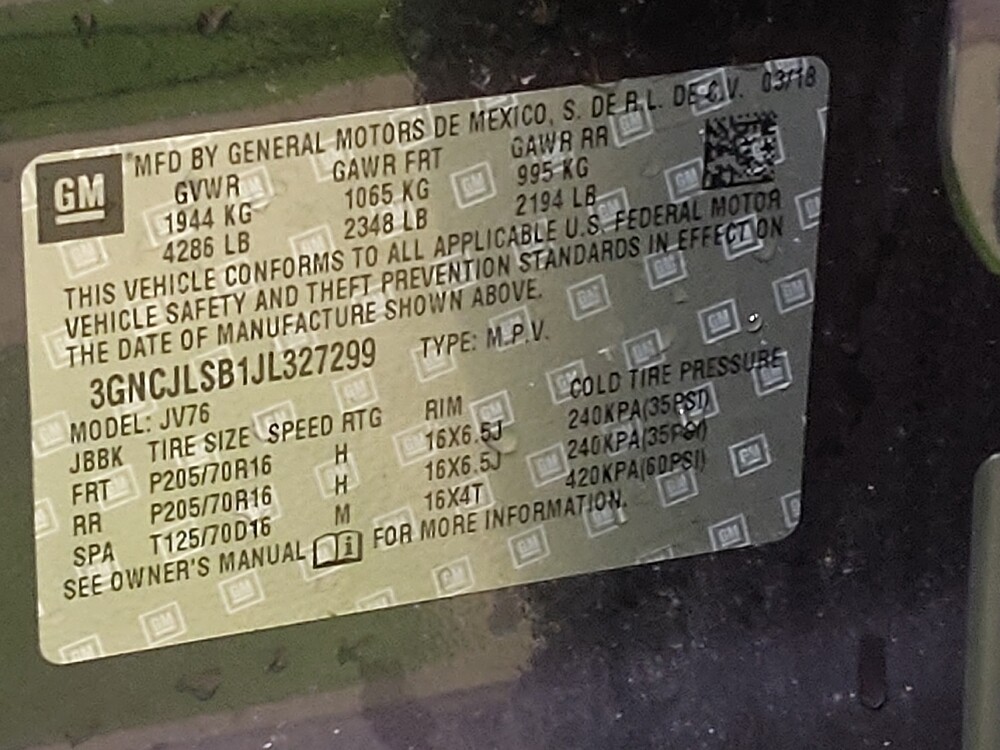 GM
MFD BY GENERAL MOTORS DE MEXICO, S. DE R.L. DE C.V. 03/18
GVWR GAWR FRT GAWR RR
1944 KG 1065 KG 995 KG
4286 LB 2348 LB 2194 LB
THIS VEHICLE CONFORMS TO ALL APPLICABLE U.S. FEDERAL MOTOR
VEHICLE SAFETY AND THEFT PREVENTION STANDARDS IN EFFECT ON
THE DATE OF MANUFACTURE SHOWN ABOVE.
3GNCJLSB1JL327299 TYPE: M.P.V.
MODEL: JV76
JBBK TIRE SIZE SPEED RTG RIM COLD TIRE PRESSURE
FRT P205/70R16 H 16X6.5J 240KPA(35PSI)
RR P205/70R16 H 16X6.5J 240KPA(35PSI)
SPA T125/70D16 M 16X4T 420KPA(60PSI)
SEE OWNER'S MANUAL FOR MORE INFORMATION.